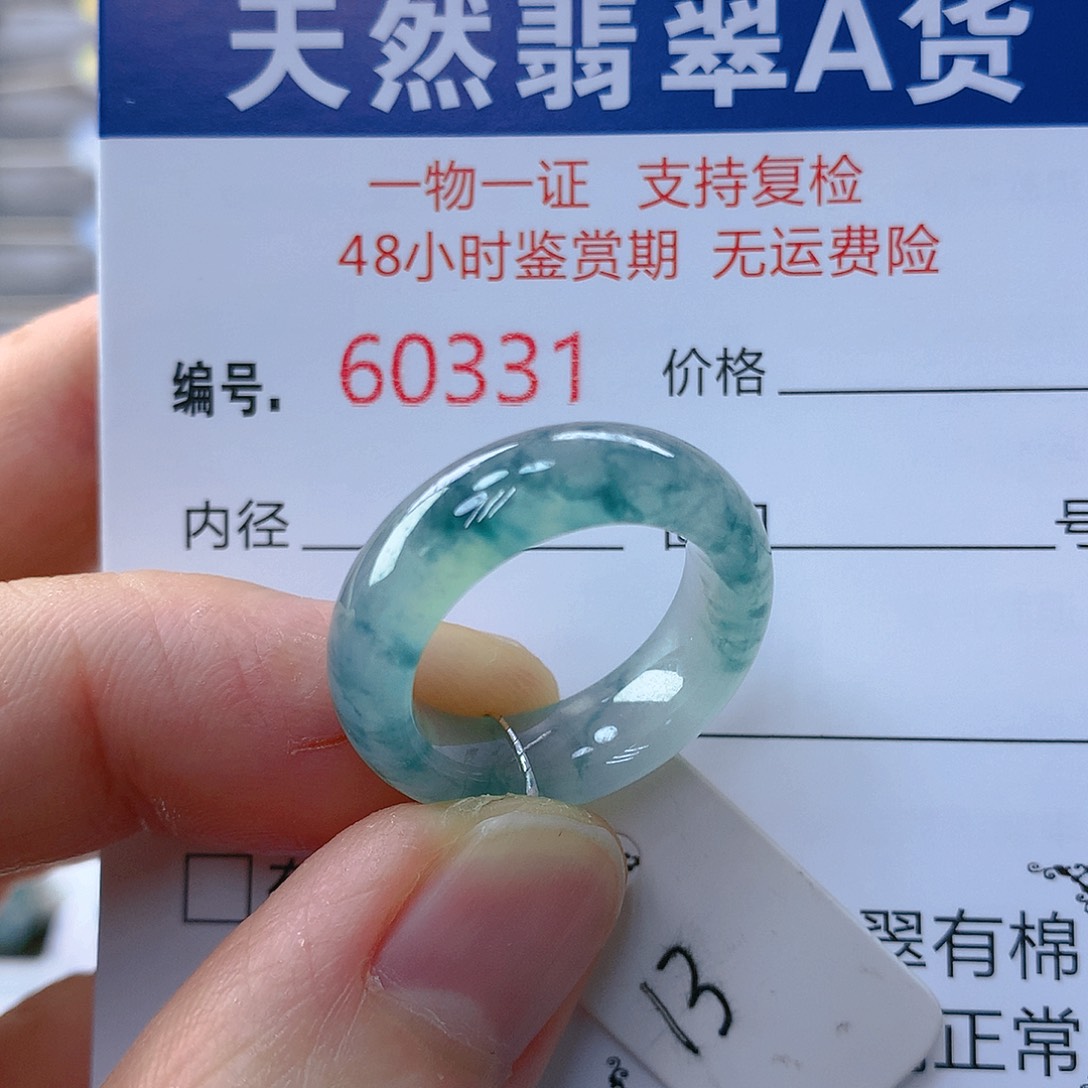 天然翡翠A货
一物一证 支持复检
48小时鉴赏期 无运费险
编号. 60331 价格
内径 号
13
翠有棉
正常